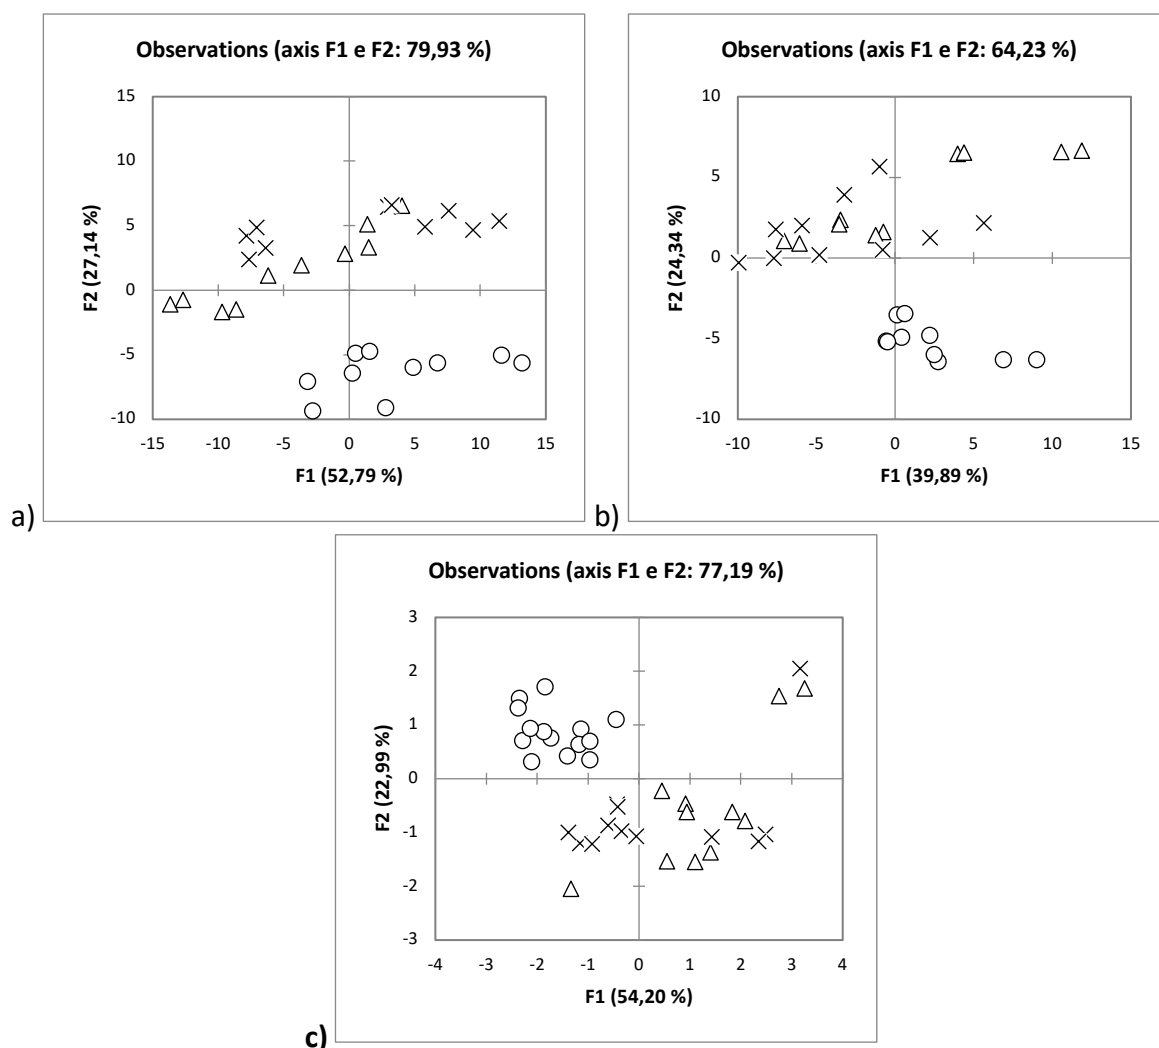 Observations (axis F1 e F2: 79,93 %)
15
10
5
0
-5
-10
-15 -10 -5 0 5 10 15
F2 (27,14 %)
F1 (52,79 %)
a)
Observations (axis F1 e F2: 64,23 %)
10
5
0
-5
-10
-10 -5 0 5 10 15
F2 (24,34 %)
F1 (39,89 %)
b)
Observations (axis F1 e F2: 77,19 %)
3
2
1
0
-1
-2
-3
-4 -3 -2 -1 0 1 2 3 4
F2 (22,99 %)
F1 (54,20 %)
c)